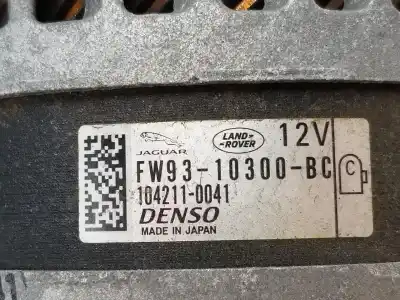 JAGUAR
LAND-
ROVER
12V
FW93-10300-BC
C
104211-0041
DENSO
MADE IN JAPAN